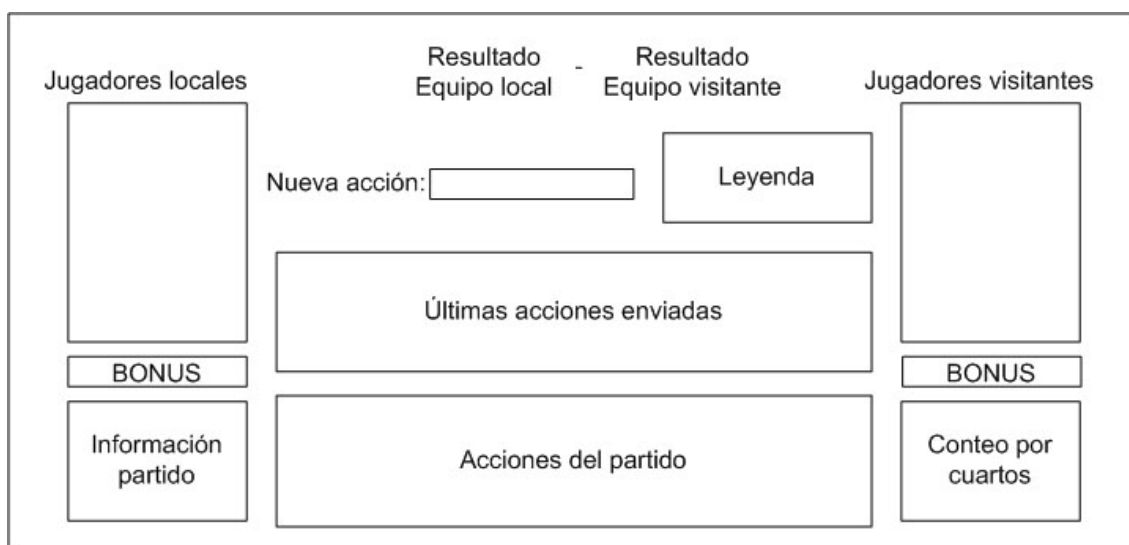 Resultado
Equipo local
-
Resultado
Equipo visitante
Jugadores locales
Jugadores visitantes
Nueva acción:
Leyenda
Últimas acciones enviadas
BONUS
BONUS
Información
partido
Acciones del partido
Conteo por
cuartos